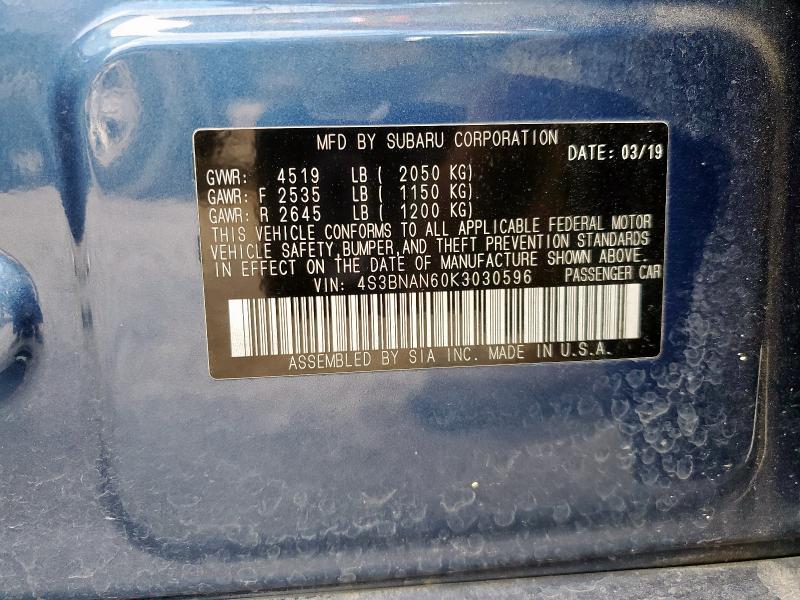 MFD BY SUBARU CORPORATION
DATE: 03/19
GVWR: 4519 LB ( 2050 KG)
GAWR: F 2535 LB ( 1150 KG)
GAWR: R 2645 LB ( 1200 KG)
THIS VEHICLE CONFORMS TO ALL APPLICABLE FEDERAL MOTOR
VEHICLE SAFETY, BUMPER, AND THEFT PREVENTION STANDARDS
IN EFFECT ON THE DATE OF MANUFACTURE SHOWN ABOVE.
VIN: 4S3BNAN60K3030596 PASSENGER CAR
ASSEMBLED BY SIA INC. MADE IN U.S.A.